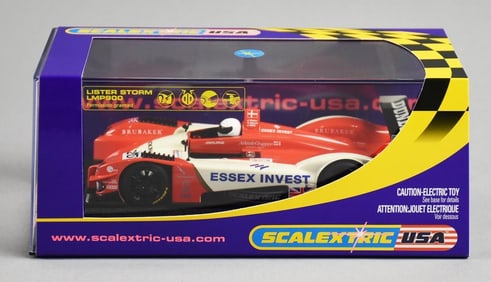 SCALEXTRIC USA
LISTER STORM
LMP900
www.scalextric-usa.com
BRUBAKER
ESSEX INVEST
BRUBAKER
DUNLOP
ESSEX INVEST
CAUTION-ELECTRIC TOY
See base for details
ATTENTION:JOUET ELECTRIQUE
Voir dessous
www.scalextric-usa.com
SCALEXTRIC USA